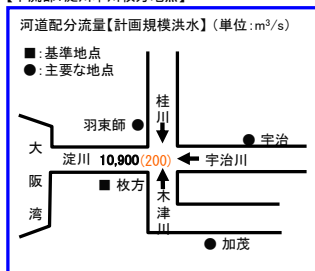 河道配分流量【計画規模洪水】(単位:m³/s)
■:基準地点
●:主要な地点
桂川
羽束師 ●
● 宇治
大阪湾
淀川 10,900(200)
宇治川
■ 枚方
木津川
● 加茂